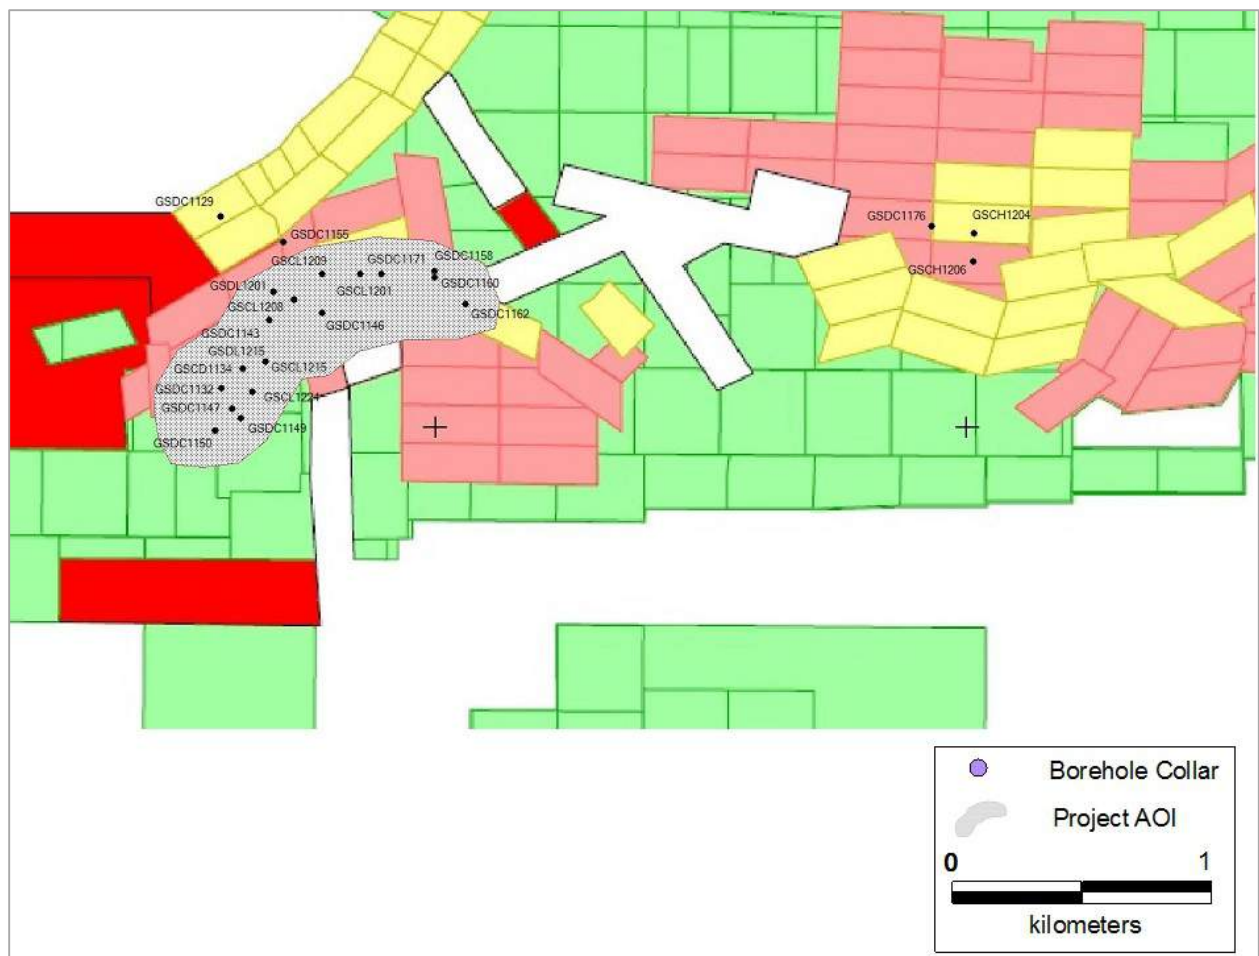 GSDC1129
GSDC1176
GSCH1204
GSDC1155
GSCL1209
GSDC1171
GSDC1158
GSCH1206
GSDL1201
GSCL1201
GSDC1160
GSCL1208
GSDC1162
GSDC1143
GSDC1146
GSDL1215
GSCD1134
GSCL1215
GSDC1132
GSCL1224
GSDC1147
GSDC1149
GSDC1150
Borehole Collar
Project AOI
0 1
kilometers